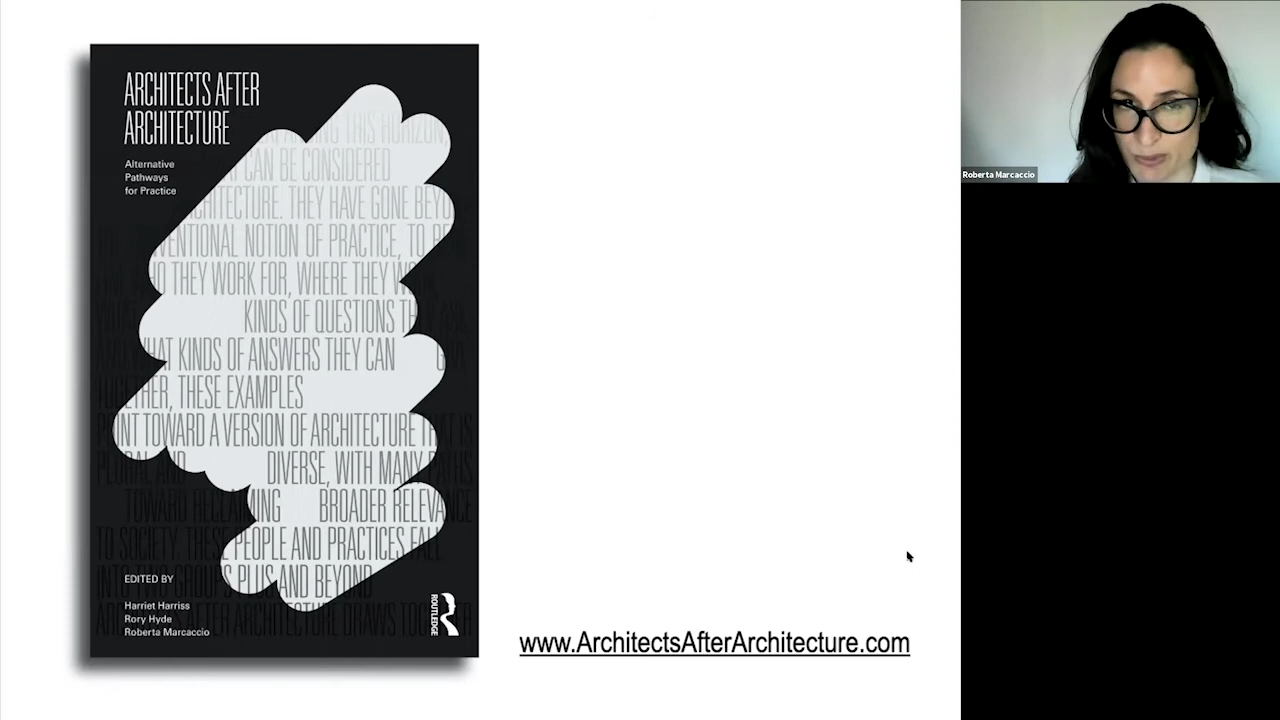 ARCHITECTS AFTER
ARCHITECTURE
Alternative
Pathways
for Practice
THIS HORIZON,
CAN BE CONSIDERED
ARCHITECTURE. THEY HAVE GONE
NOTION OF PRACTICE, TO
THEY WORK FOR, WHERE THEY
KINDS OF QUESTIONS
WHAT KINDS OF ANSWERS THEY CAN
TOGETHER, THESE EXAMPLES
POINT TOWARD A VERSION OF ARCHITECTURE THAT IS
PLURAL AND DIVERSE, WITH MANY PATHS
TOWARD RECLAIMING BROADER RELEVANCE
TO SOCIETY. THESE PEOPLE AND PRACTICES FALL
INTO TWO GROUPS PLUS AND BEYOND
ARCHITECTS AFTER ARCHITECTURE DRAWS TOGETHER
EDITED BY
Harriet Harriss
Rory Hyde
Roberta Marcaccio
ROUTLEDGE
www.ArchitectsAfterArchitecture.com
Roberta Marcaccio